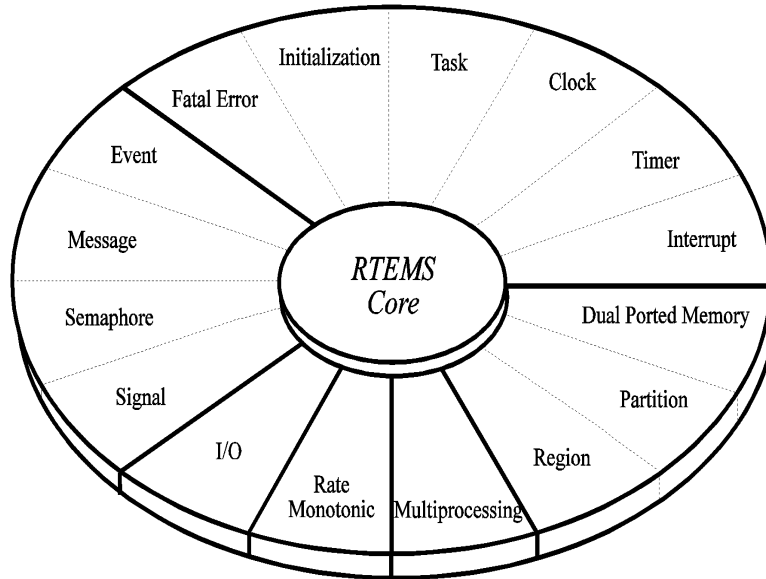 Initialization
Task
Clock
Fatal Error
Timer
Event
Interrupt
Message
RTEMS
Core
Semaphore
Dual Ported Memory
Signal
Partition
I/O
Region
Rate
Monotonic
Multiprocessing